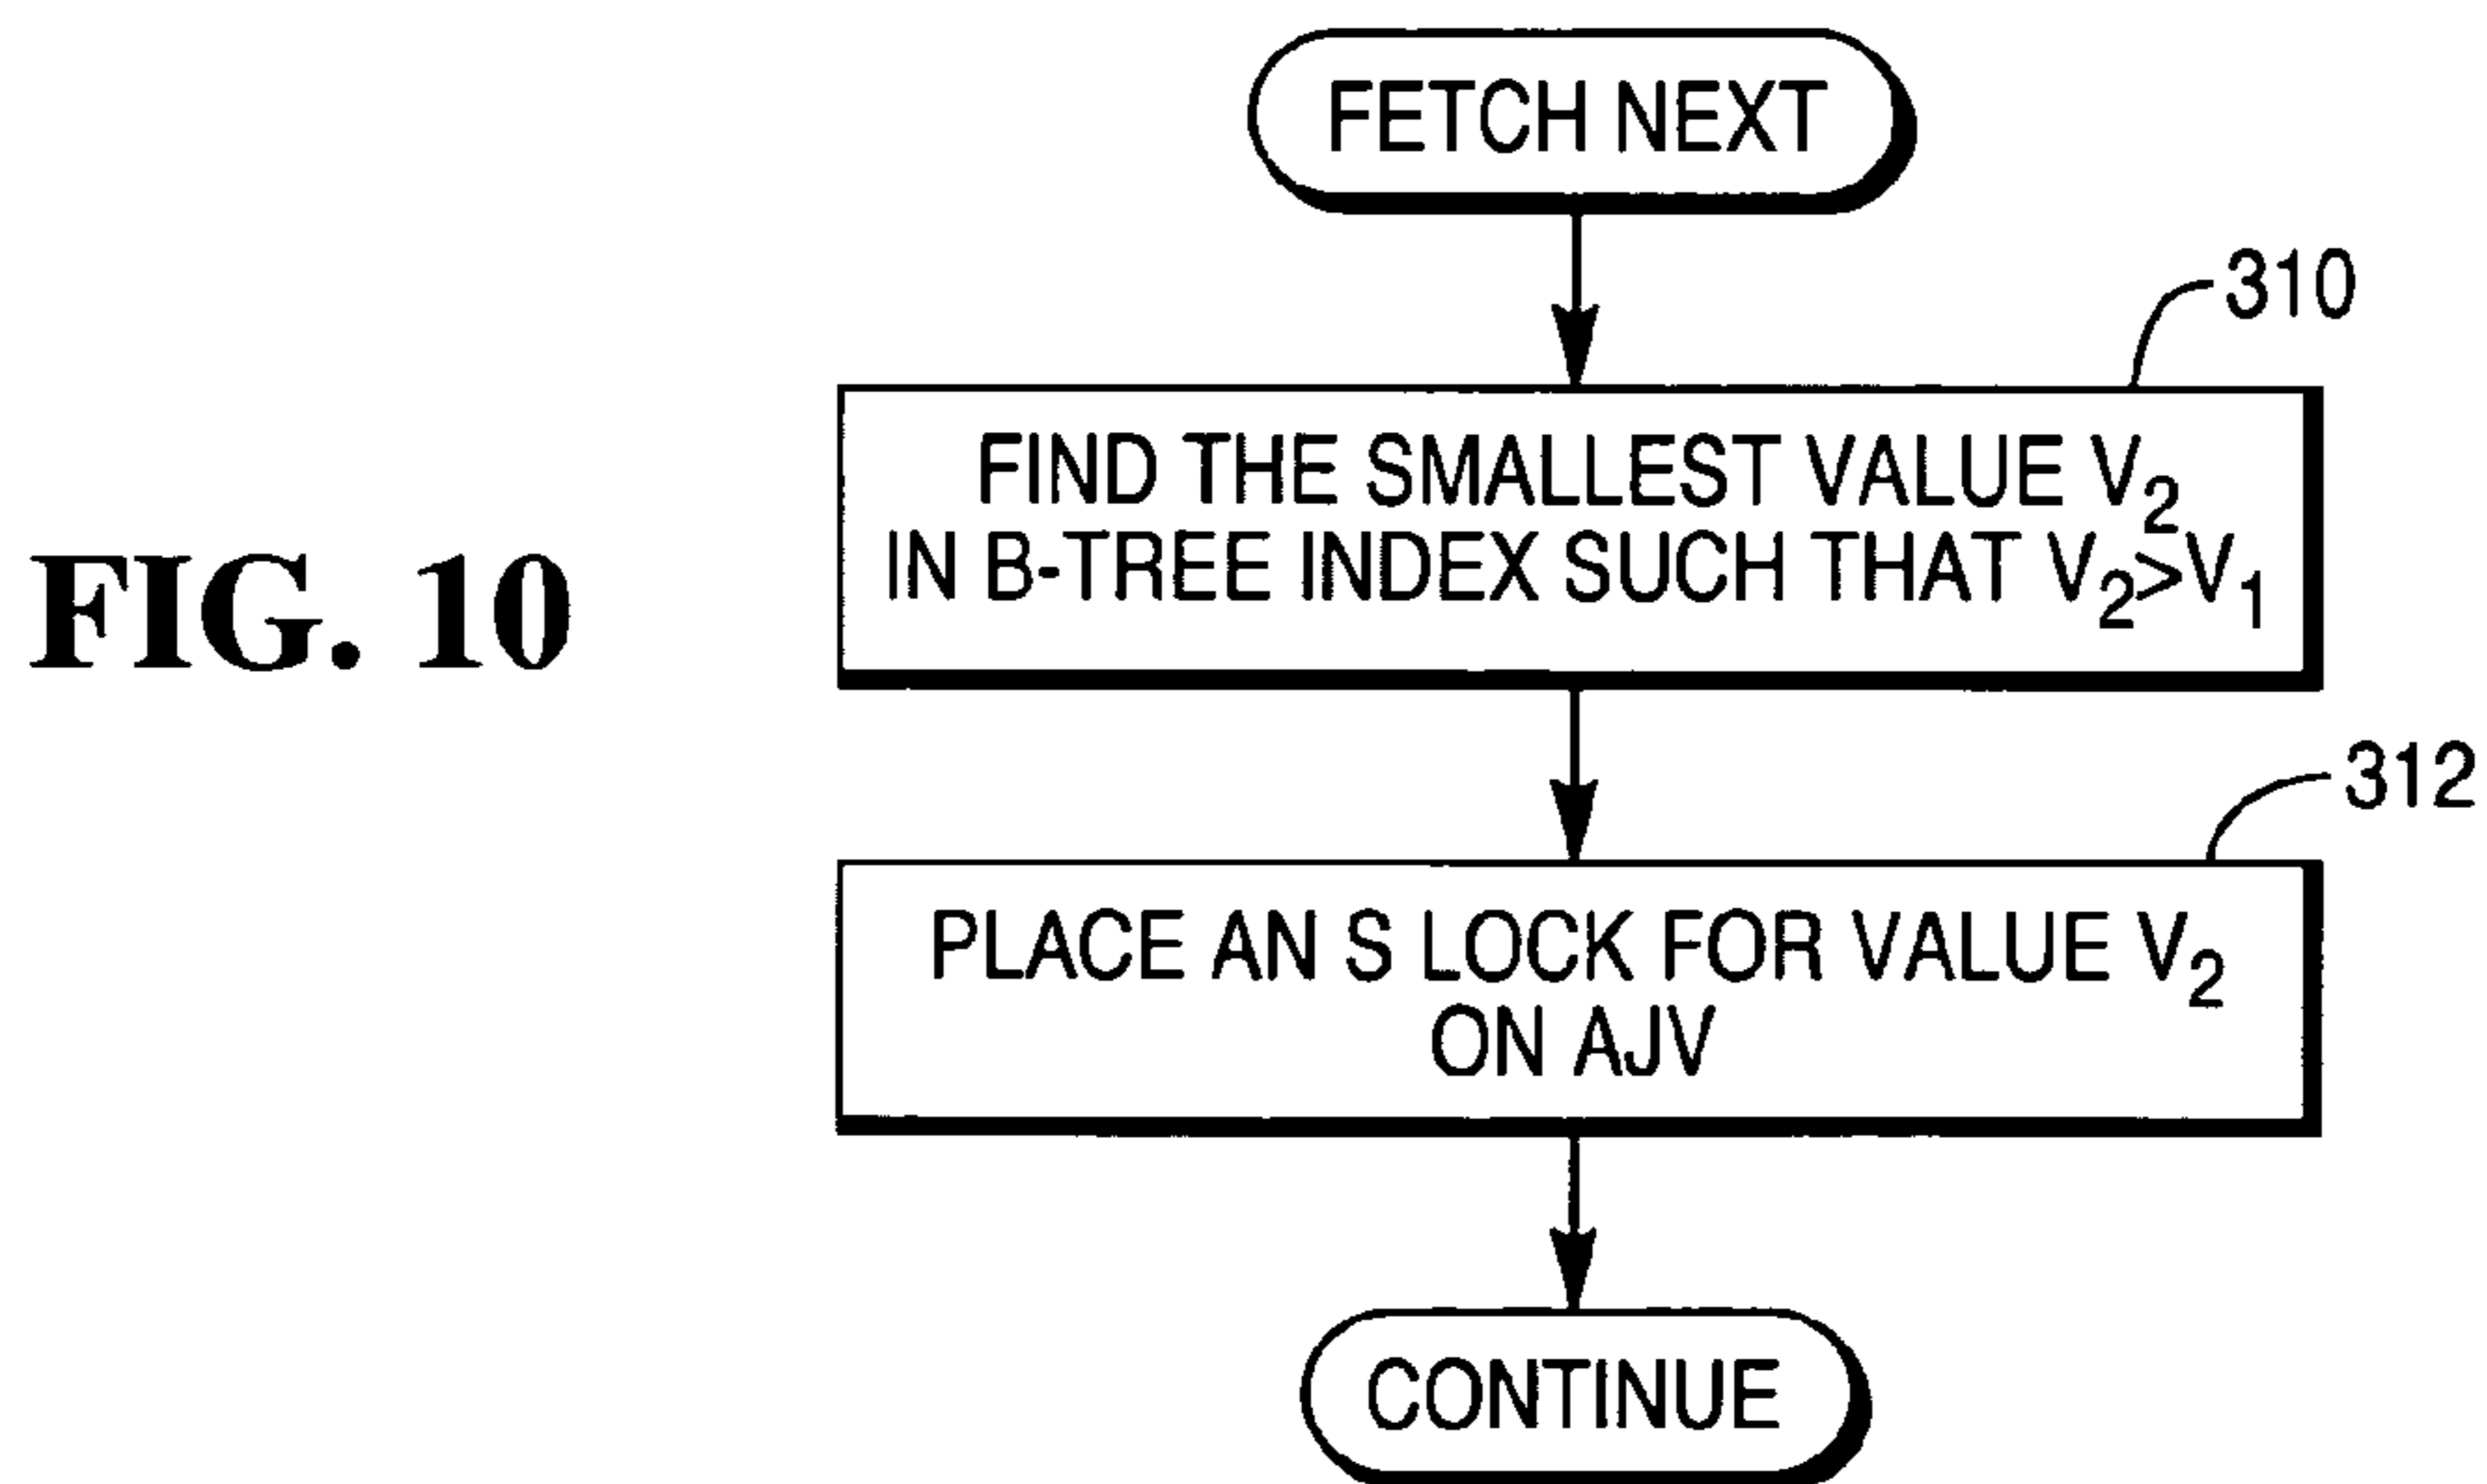 FETCH NEXT
310
FIND THE SMALLEST VALUE V₂
IN B-TREE INDEX SUCH THAT V₂>V₁
FIG. 10
312
PLACE AN S LOCK FOR VALUE V₂
ON AJV
CONTINUE